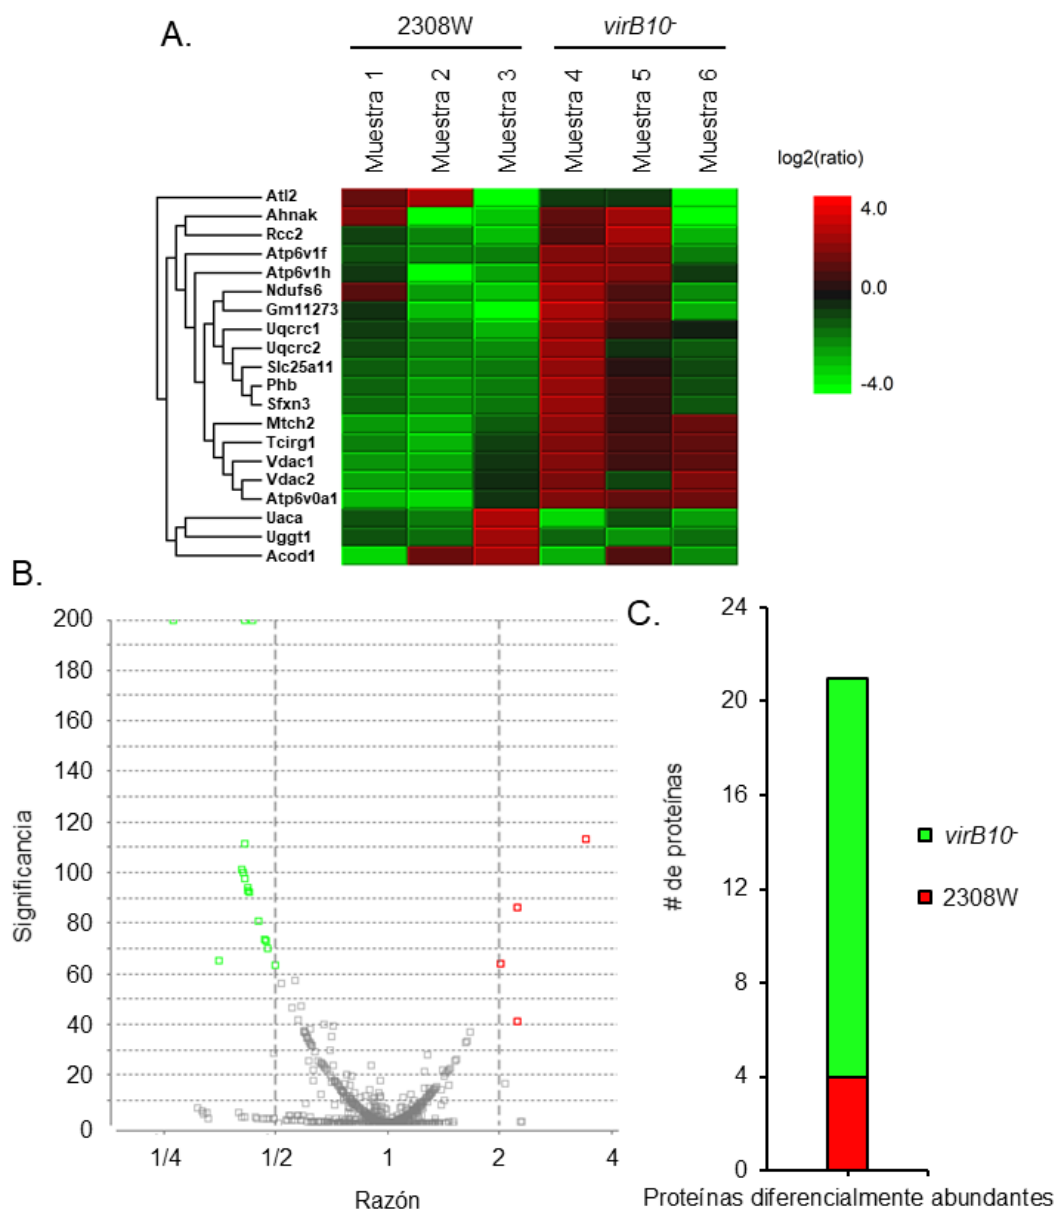 A.
2308W virB10-
Muestra 1 Muestra 2 Muestra 3 Muestra 4 Muestra 5 Muestra 6
log2(ratio)
4.0
0.0
-4.0
Atl2
Ahnak
Rcc2
Atp6v1f
Atp6v1h
Ndufs6
Gm11273
Uqcrc1
Uqcrc2
Slc25a11
Phb
Sfxn3
Mtch2
Tcirg1
Vdac1
Vdac2
Atp6v0a1
Uaca
Uggt1
Acod1
B.
Significancia
200
180
160
140
120
100
80
60
40
20
0
1/4 1/2 1 2 4
Razón
C.
# de proteínas
24
20
16
12
8
4
0
Proteínas diferencialmente abundantes
virB10-
2308W